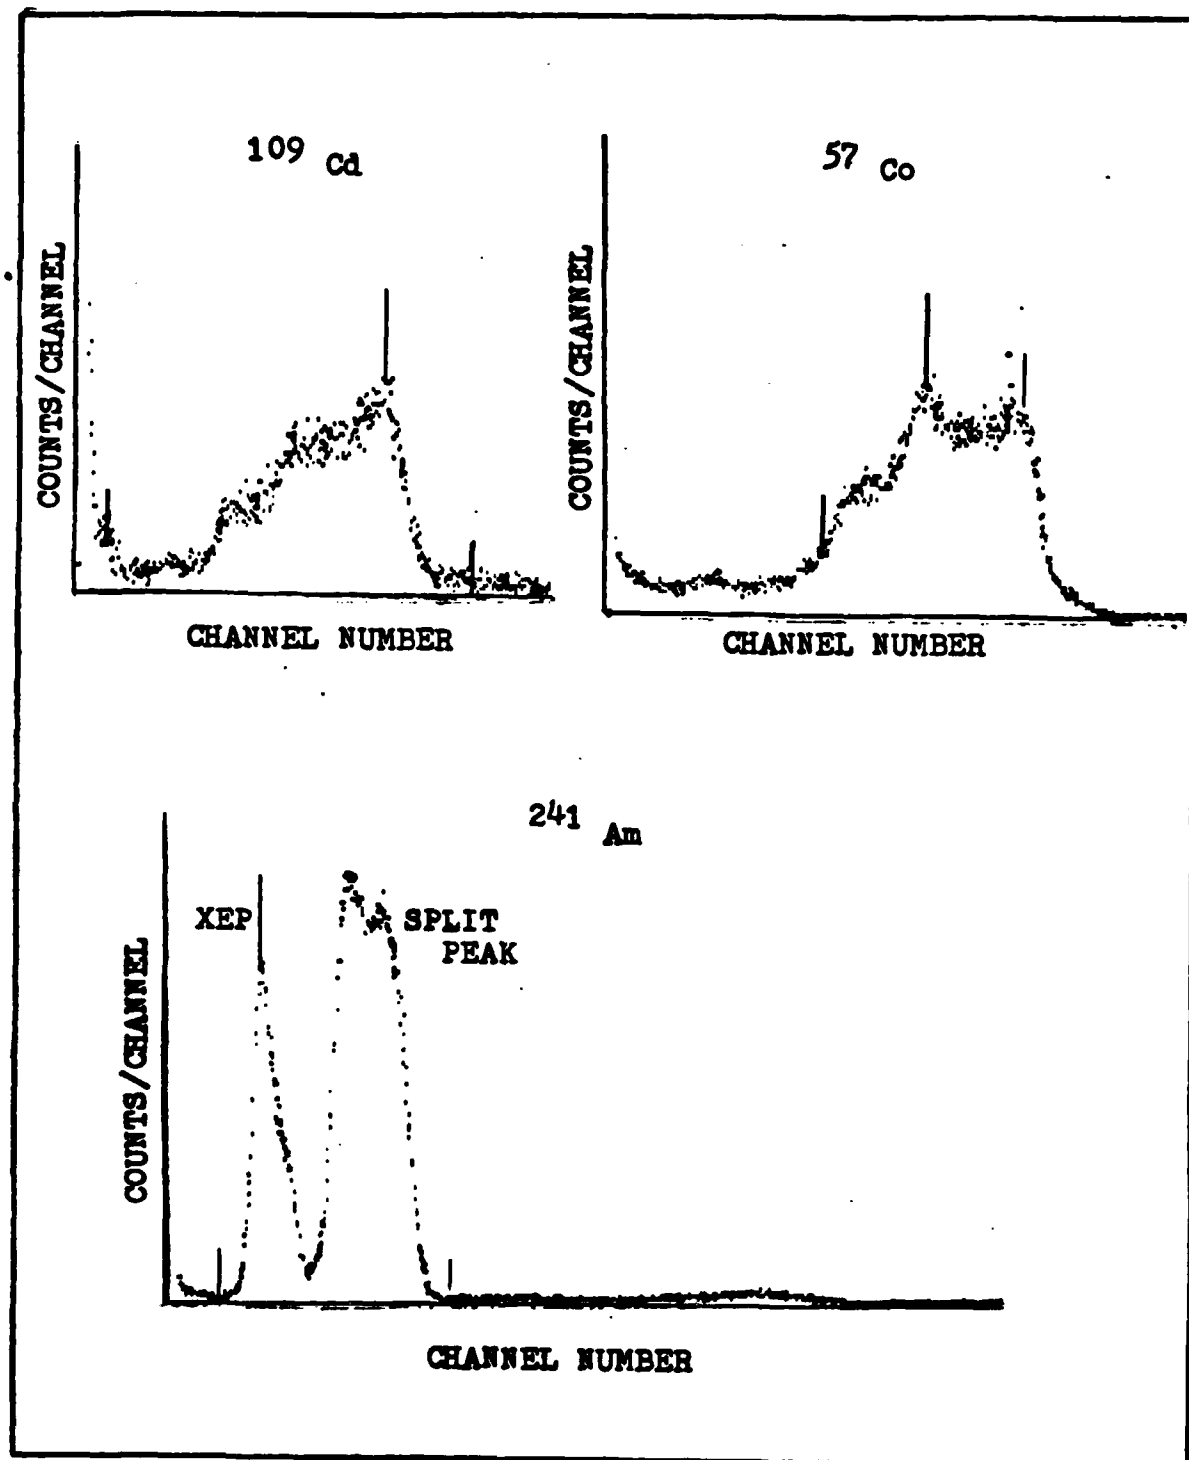 109 Cd
COUNTS/CHANNEL
CHANNEL NUMBER
57 Co
COUNTS/CHANNEL
CHANNEL NUMBER
241 Am
XEP
SPLIT
PEAK
COUNTS/CHANNEL
CHANNEL NUMBER